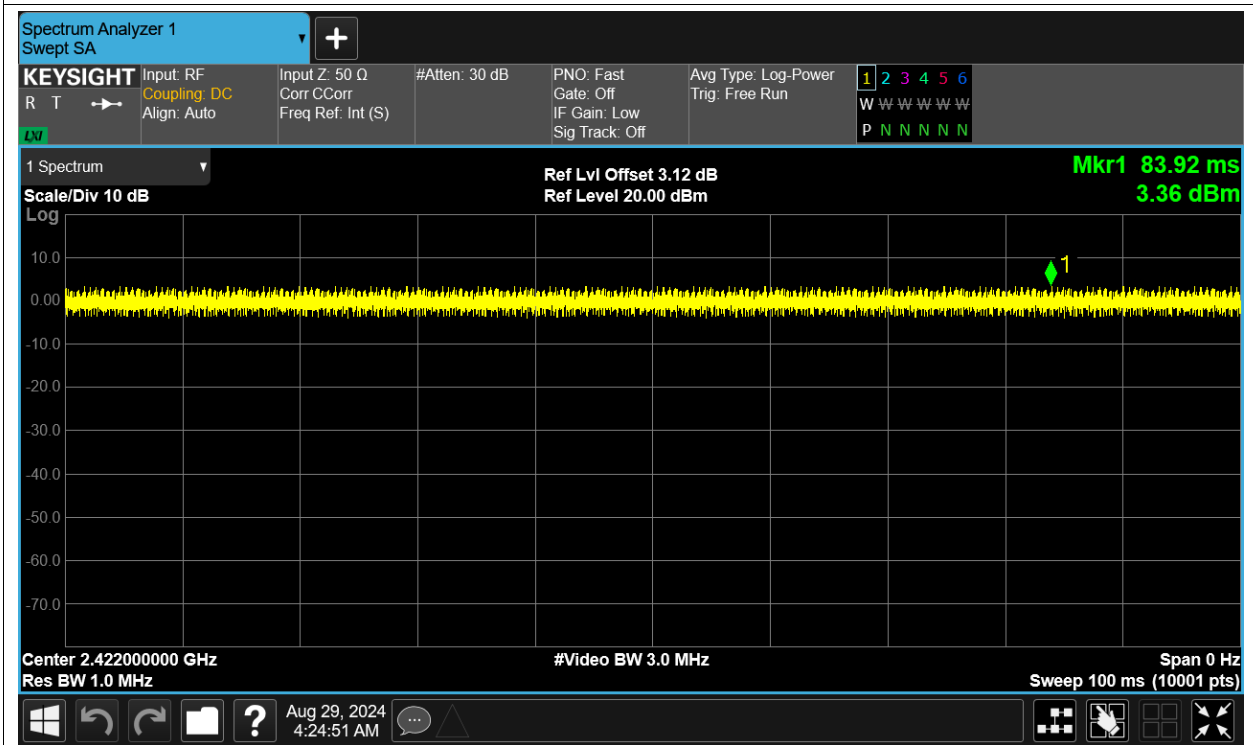 Spectrum Analyzer 1
Swept SA
KEYSIGHT
R T
LXI
Input: RF
Coupling: DC
Align: Auto
Input Z: 50 Ω
Corr CCorr
Freq Ref: Int (S)
#Atten: 30 dB
PNO: Fast
Gate: Off
IF Gain: Low
Sig Track: Off
Avg Type: Log-Power
Trig: Free Run
1 2 3 4 5 6
W W W W W W
P N N N N N
1 Spectrum
Scale/Div 10 dB
Log
Ref Lvl Offset 3.12 dB
Ref Level 20.00 dBm
Mkr1 83.92 ms
3.36 dBm
10.0
1
0.00
-10.0
-20.0
-30.0
-40.0
-50.0
-60.0
-70.0
Center 2.422000000 GHz
Res BW 1.0 MHz
#Video BW 3.0 MHz
Span 0 Hz
Sweep 100 ms (10001 pts)
?
Aug 29, 2024
4:24:51 AM